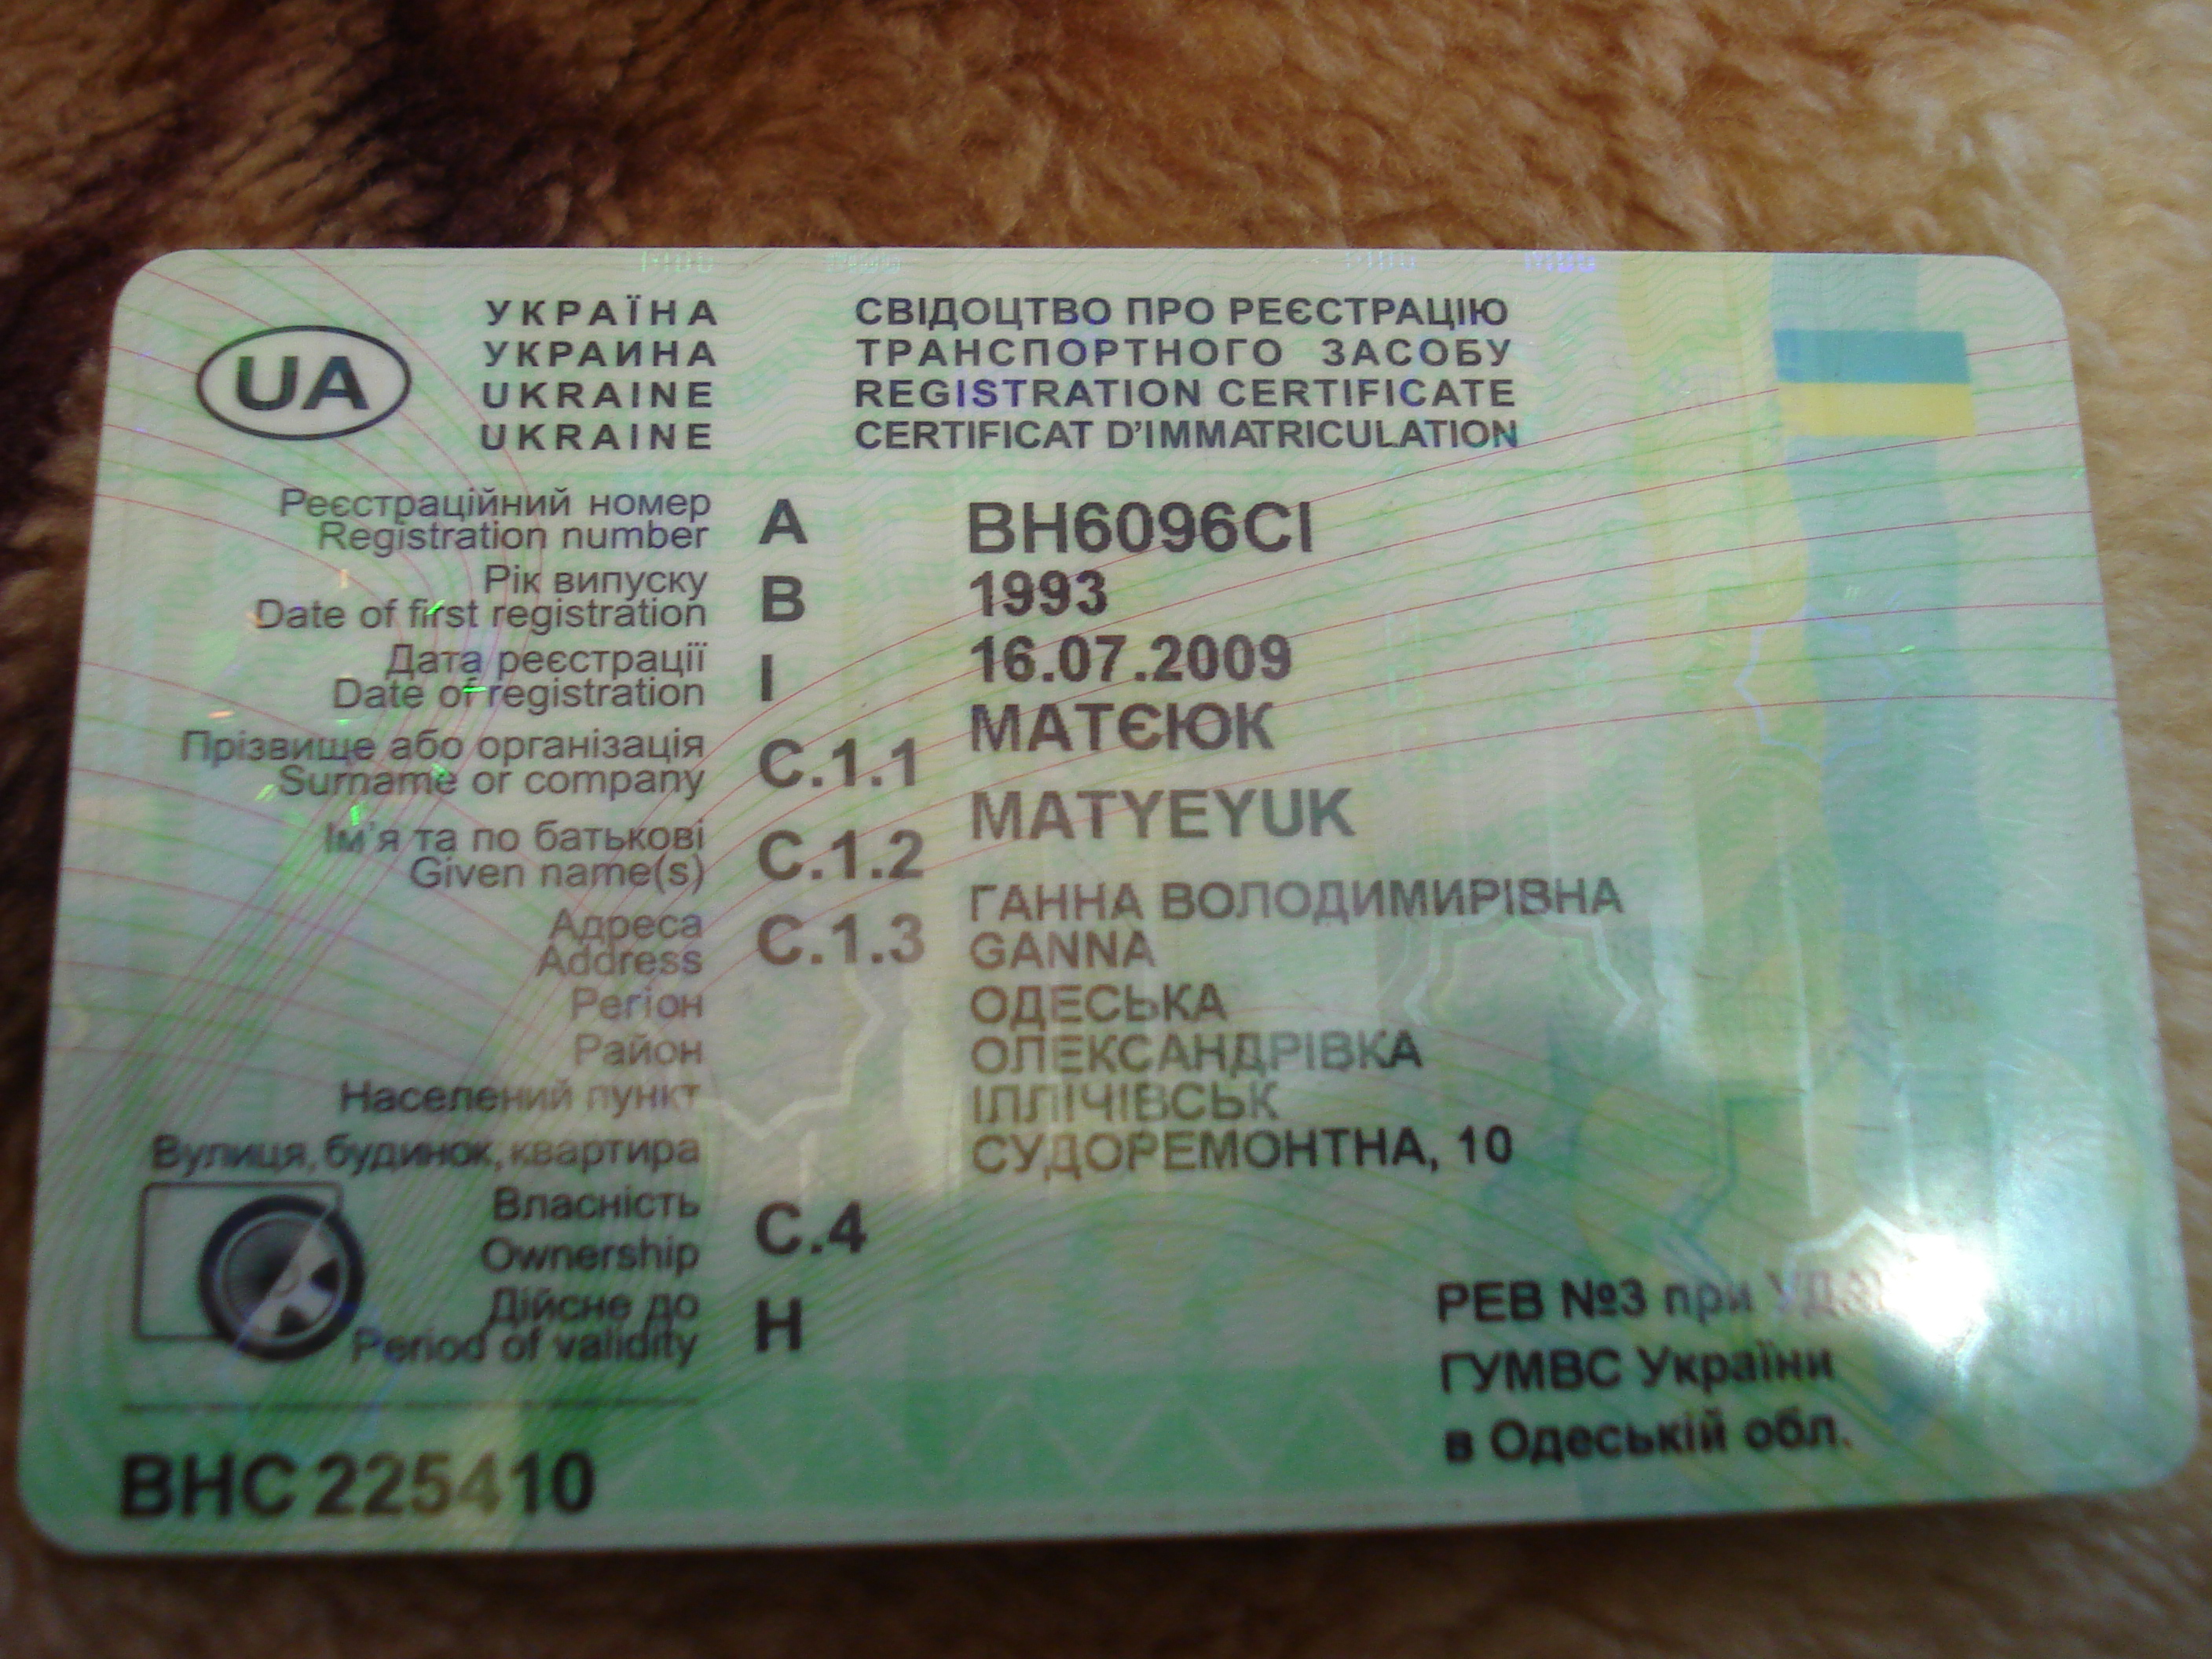 UA
УКРАЇНА
УКРАИНА
UKRAINE
UKRAINE
СВІДОЦТВО ПРО РЕЄСТРАЦІЮ
ТРАНСПОРТНОГО ЗАСОБУ
REGISTRATION CERTIFICATE
CERTIFICAT D'IMMATRICULATION
Реєстраційний номер
Registration number A ВН6096СІ
Рік випуску
Date of first registration B 1993
Дата реєстрації
Date of registration I 16.07.2009
Прізвище або організація
Surname or company C.1.1 МАТЄЮК
MATYEYUK
Ім'я та по батькові
Given name(s) C.1.2 ГАННА ВОЛОДИМИРІВНА
GANNA
Адреса
Address C.1.3
Регіон ОДЕСЬКА
Район ОЛЕКСАНДРІВКА
Населений пункт ІЛЛІЧІВСЬК
Вулиця, будинок, квартира СУДОРЕМОНТНА, 10
Власність
Ownership C.4
Дійсне до
Period of validity H
РЕВ №3 при
ГУМВС України
в Одеській обл.
ВНС 225410